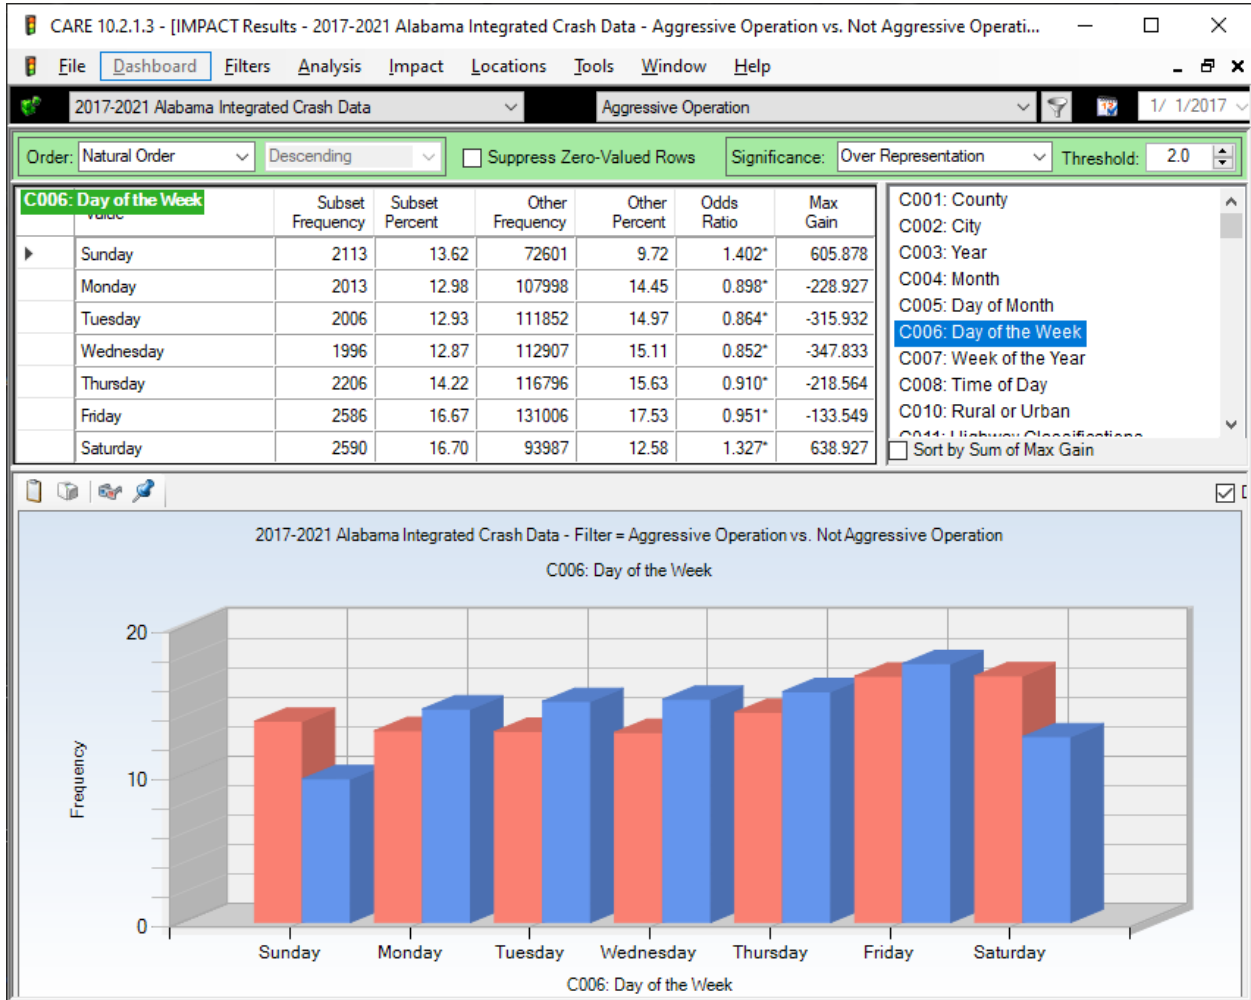 CARE 10.2.1.3 - [IMPACT Results - 2017-2021 Alabama Integrated Crash Data - Aggressive Operation vs. Not Aggressive Operati...
File Dashboard Filters Analysis Impact Locations Tools Window Help
2017-2021 Alabama Integrated Crash Data Aggressive Operation 1/ 1/2017
Order: Natural Order Descending Suppress Zero-Valued Rows Significance: Over Representation Threshold: 2.0
C006: Day of the Week
Value Subset Frequency Subset Percent Other Frequency Other Percent Odds Ratio Max Gain
Sunday 2113 13.62 72601 9.72 1.402* 605.878
Monday 2013 12.98 107998 14.45 0.898* -228.927
Tuesday 2006 12.93 111852 14.97 0.864* -315.932
Wednesday 1996 12.87 112907 15.11 0.852* -347.833
Thursday 2206 14.22 116796 15.63 0.910* -218.564
Friday 2586 16.67 131006 17.53 0.951* -133.549
Saturday 2590 16.70 93987 12.58 1.327* 638.927
C001: County
C002: City
C003: Year
C004: Month
C005: Day of Month
C006: Day of the Week
C007: Week of the Year
C008: Time of Day
C010: Rural or Urban
C011: Highway Classifications
Sort by Sum of Max Gain
2017-2021 Alabama Integrated Crash Data - Filter = Aggressive Operation vs. Not Aggressive Operation
C006: Day of the Week
20
10
0
Frequency
Sunday Monday Tuesday Wednesday Thursday Friday Saturday
C006: Day of the Week